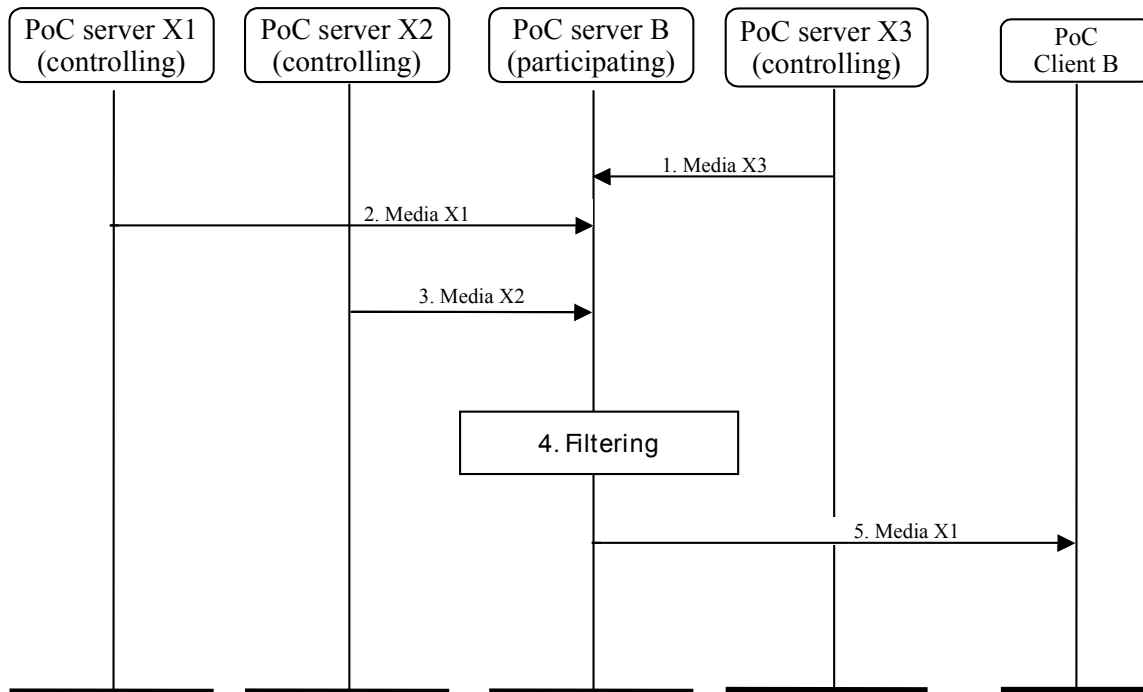 PoC server X1
(controlling)
PoC server X2
(controlling)
PoC server B
(participating)
PoC server X3
(controlling)
PoC
Client B
1. Media X3
2. Media X1
3. Media X2
4. Filtering
5. Media X1